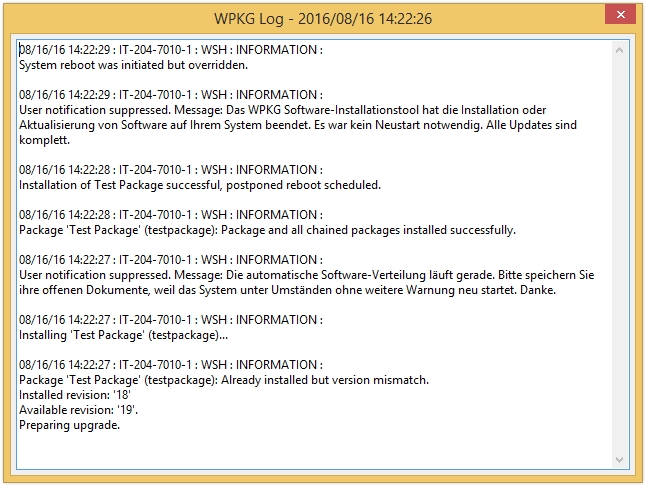 WPKG Log - 2016/08/16 14:22:26
08/16/16 14:22:29 : IT-204-7010-1 : WSH : INFORMATION :
System reboot was initiated but overridden.
08/16/16 14:22:29 : IT-204-7010-1 : WSH : INFORMATION :
User notification suppressed. Message: Das WPKG Software-Installationstool hat die Installation oder
Aktualisierung von Software auf Ihrem System beendet. Es war kein Neustart notwendig. Alle Updates sind
komplett.
08/16/16 14:22:28 : IT-204-7010-1 : WSH : INFORMATION :
Installation of Test Package successful, postponed reboot scheduled.
08/16/16 14:22:28 : IT-204-7010-1 : WSH : INFORMATION :
Package 'Test Package' (testpackage): Package and all chained packages installed successfully.
08/16/16 14:22:27 : IT-204-7010-1 : WSH : INFORMATION :
User notification suppressed. Message: Die automatische Software-Verteilung läuft gerade. Bitte speichern Sie
ihre offenen Dokumente, weil das System unter Umständen ohne weitere Warnung neu startet. Danke.
08/16/16 14:22:27 : IT-204-7010-1 : WSH : INFORMATION :
Installing 'Test Package' (testpackage)...
08/16/16 14:22:27 : IT-204-7010-1 : WSH : INFORMATION :
Package 'Test Package' (testpackage): Already installed but version mismatch.
Installed revision: '18'
Available revision: '19'.
Preparing upgrade.